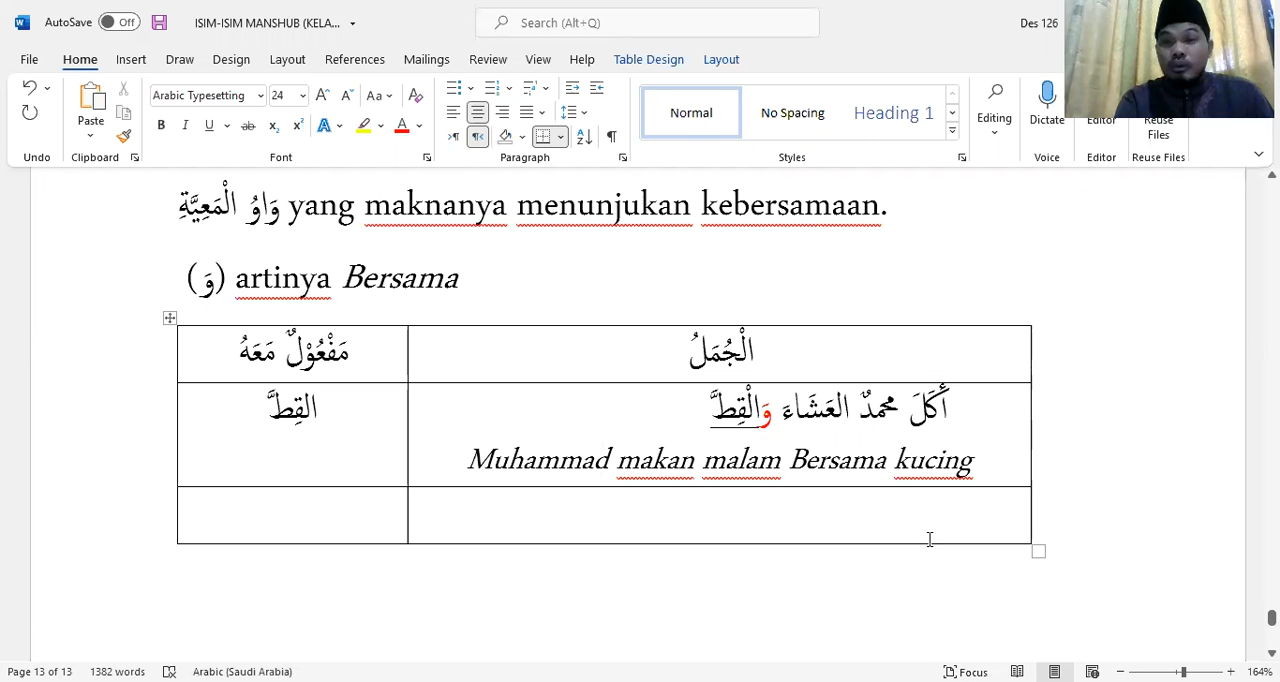 AutoSave Off ISIM-ISIM MANSHUB (KELA... Search (Alt+Q) Des 126
File Home Insert Draw Design Layout References Mailings Review View Help Table Design Layout
Arabic Typesetting 24 Aa
Paste Normal No Spacing Heading 1 Editing Dictate Editor Reuse Files
Undo Clipboard Font Paragraph Styles Voice Editor Reuse Files
وَاوُ الْمَعِيَّةِ yang maknanya menunjukan kebersamaan.
(وَ) artinya Bersama
مَفْعُوْلٌ مَعَهُ الْجُمَلُ
القِطَّ أَكَلَ محمدٌ العَشَاءَ وَالْقِطَّ
Muhammad makan malam Bersama kucing
Page 13 of 13 1382 words Arabic (Saudi Arabia) Focus 164%